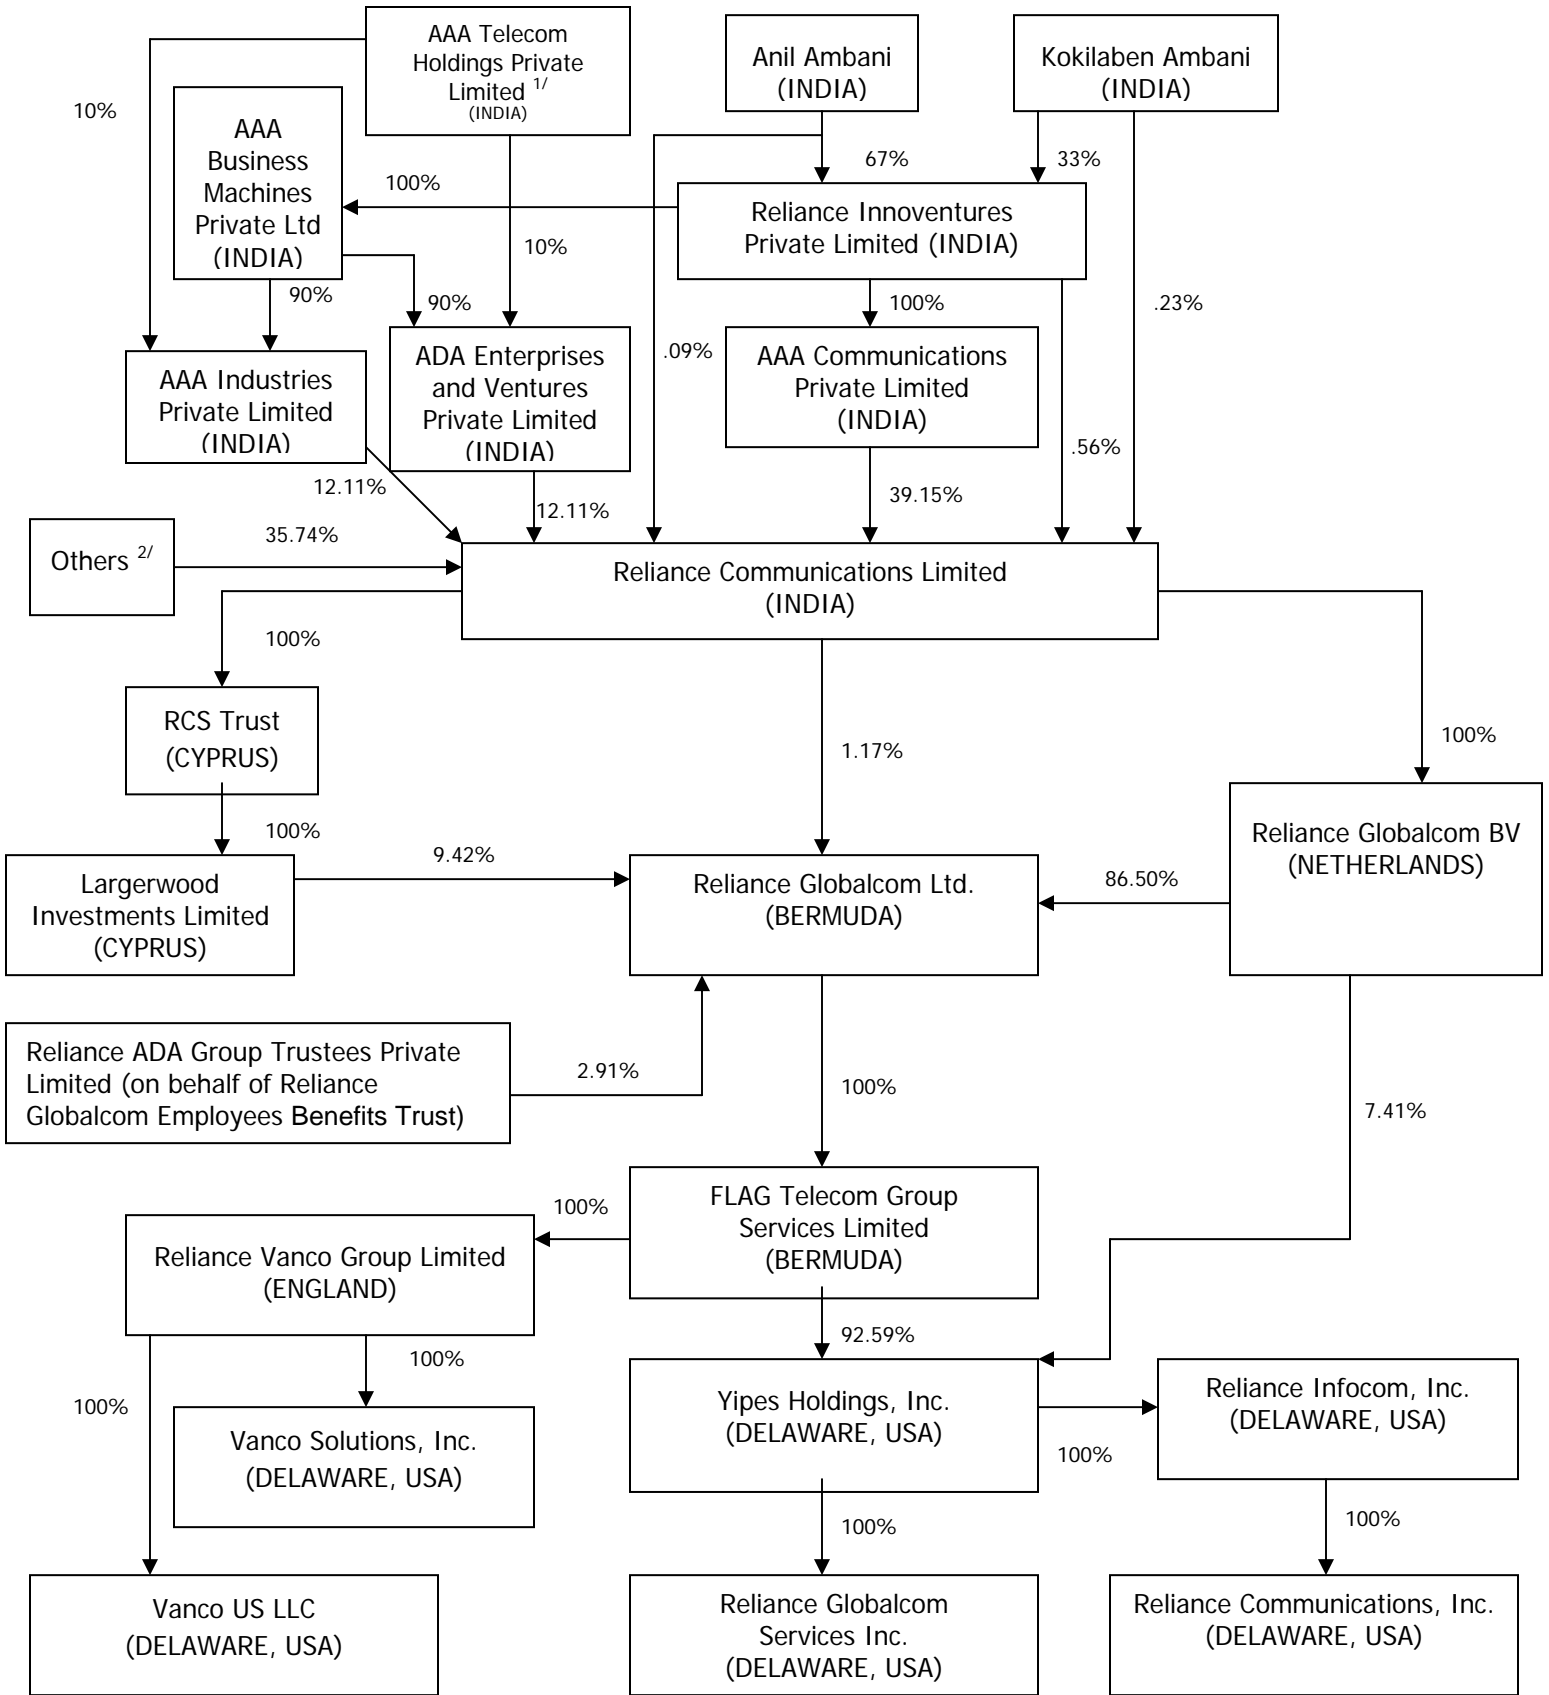 AAA Telecom
Holdings Private
Limited 1/
(INDIA)
Anil Ambani
(INDIA)
Kokilaben Ambani
(INDIA)
10%
AAA
Business
Machines
Private Ltd
(INDIA)
100%
67%
33%
Reliance Innoventures
Private Limited (INDIA)
10%
90%
90%
100%
.23%
AAA Industries
Private Limited
(INDIA)
ADA Enterprises
and Ventures
Private Limited
(INDIA)
.09%
AAA Communications
Private Limited
(INDIA)
.56%
12.11%
12.11%
39.15%
Others 2/
35.74%
Reliance Communications Limited
(INDIA)
100%
RCS Trust
(CYPRUS)
1.17%
100%
100%
Reliance Globalcom BV
(NETHERLANDS)
Largerwood
Investments Limited
(CYPRUS)
9.42%
Reliance Globalcom Ltd.
(BERMUDA)
86.50%
Reliance ADA Group Trustees Private
Limited (on behalf of Reliance
Globalcom Employees Benefits Trust)
2.91%
100%
7.41%
FLAG Telecom Group
Services Limited
(BERMUDA)
100%
Reliance Vanco Group Limited
(ENGLAND)
92.59%
100%
100%
Yipes Holdings, Inc.
(DELAWARE, USA)
Reliance Infocom, Inc.
(DELAWARE, USA)
Vanco Solutions, Inc.
(DELAWARE, USA)
100%
100%
100%
Vanco US LLC
(DELAWARE, USA)
Reliance Globalcom
Services Inc.
(DELAWARE, USA)
Reliance Communications, Inc.
(DELAWARE, USA)